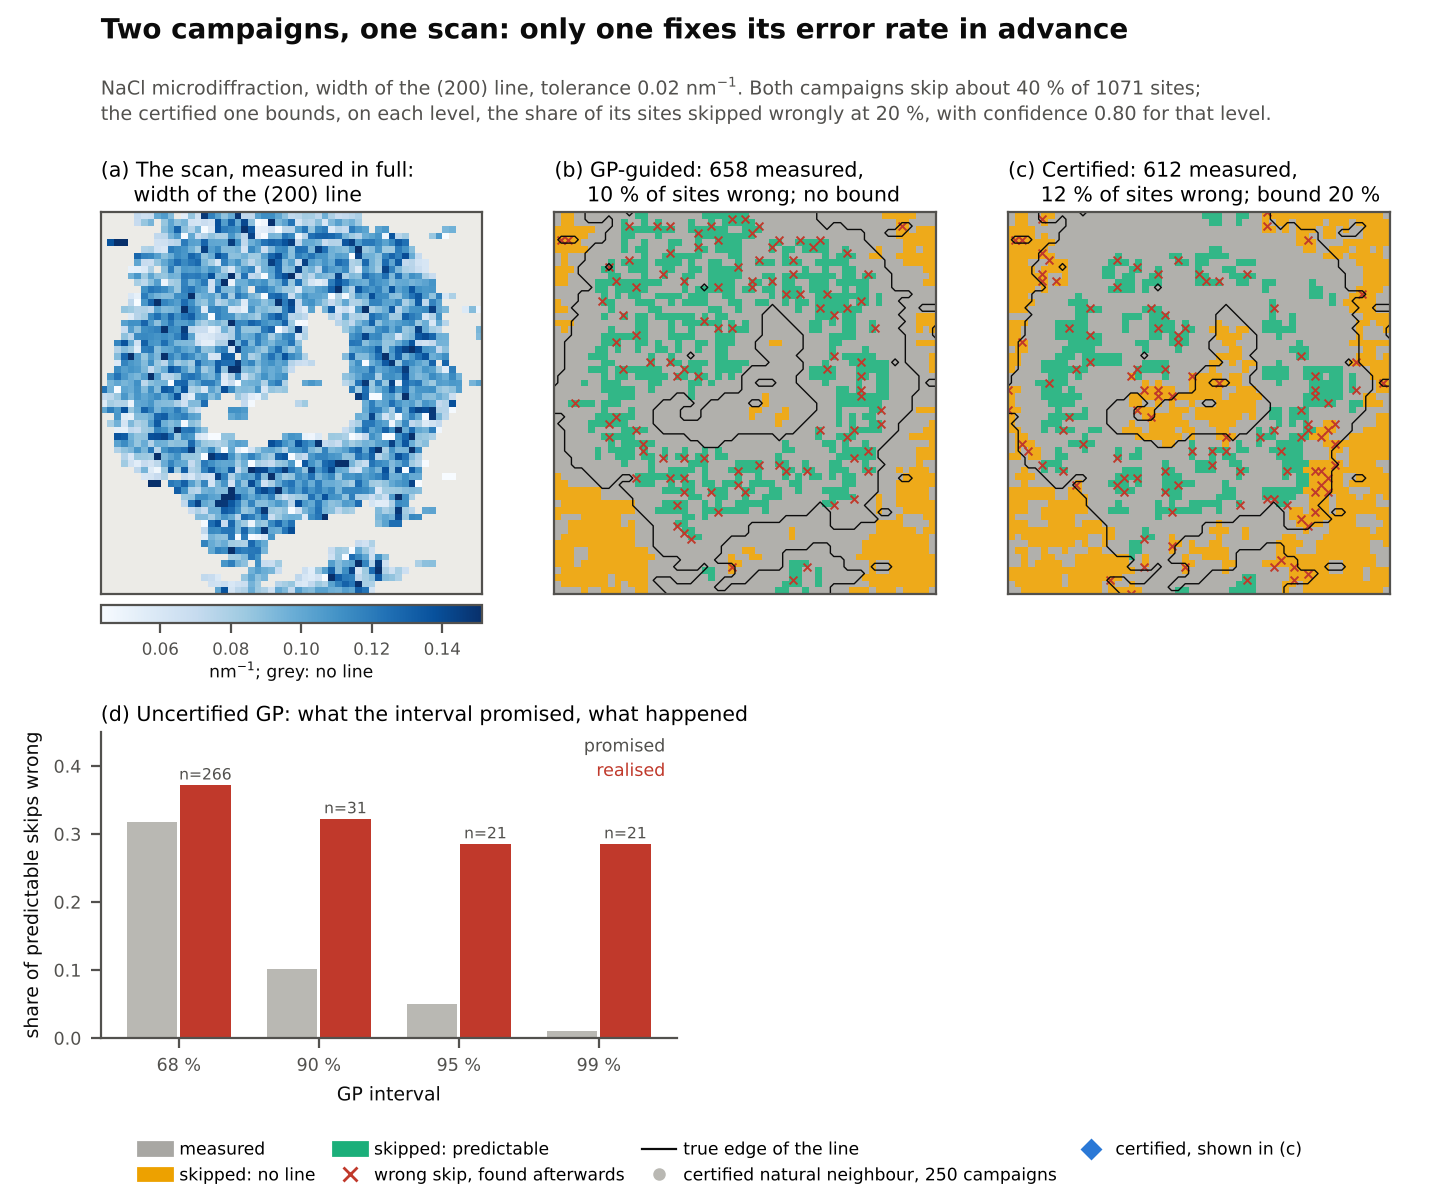 Two campaigns, one scan: only one fixes its error rate in advance
NaCl microdiffraction, width of the (200) line, tolerance 0.02 nm⁻¹. Both campaigns skip about 40 % of 1071 sites;
the certified one bounds, on each level, the share of its sites skipped wrongly at 20 %, with confidence 0.80 for that level.
(a) The scan, measured in full:
width of the (200) line
(b) GP-guided: 658 measured,
10 % of sites wrong; no bound
(c) Certified: 612 measured,
12 % of sites wrong; bound 20 %
0.06 0.08 0.10 0.12 0.14
nm⁻¹; grey: no line
(d) Uncertified GP: what the interval promised, what happened
promised
realised
share of predictable skips wrong
0.4
0.3
0.2
0.1
0.0
n=266
n=31
n=21
n=21
68 % 90 % 95 % 99 %
GP interval
measured
skipped: predictable
true edge of the line
certified, shown in (c)
skipped: no line
wrong skip, found afterwards
certified natural neighbour, 250 campaigns